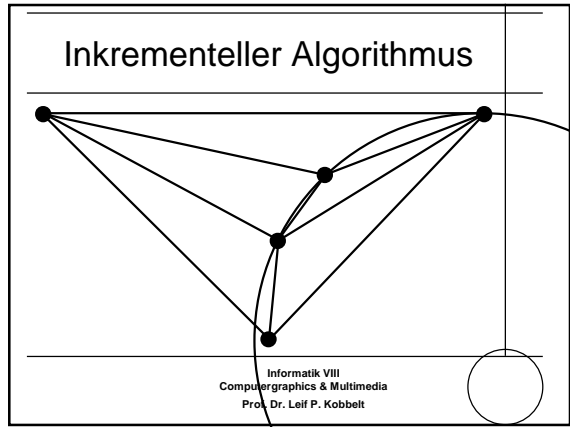 Inkrementeller Algorithmus
Informatik VIII
Computergraphics & Multimedia
Prof. Dr. Leif P. Kobbelt